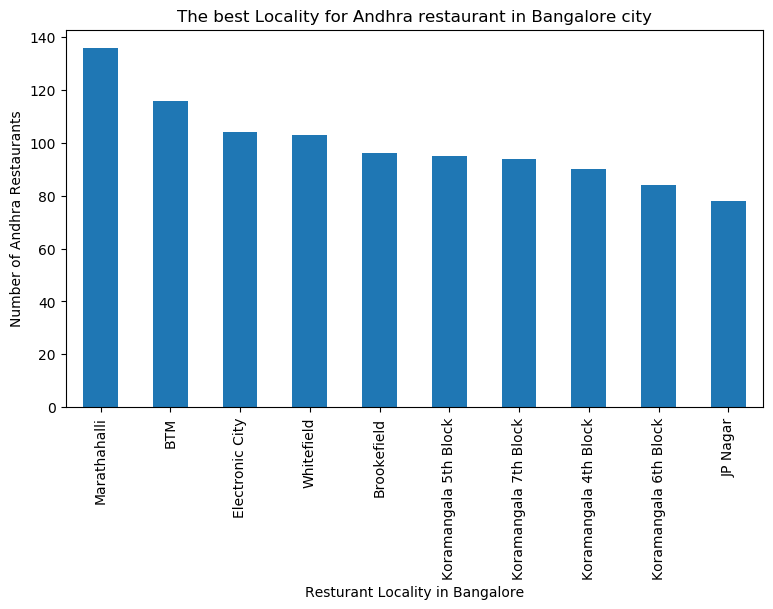 The best Locality for Andhra restaurant in Bangalore city
Number of Andhra Restaurants
140
120
100
80
60
40
20
0
Marathahalli
BTM
Electronic City
Whitefield
Brookefield
Koramangala 5th Block
Koramangala 7th Block
Koramangala 4th Block
Koramangala 6th Block
JP Nagar
Resturant Locality in Bangalore